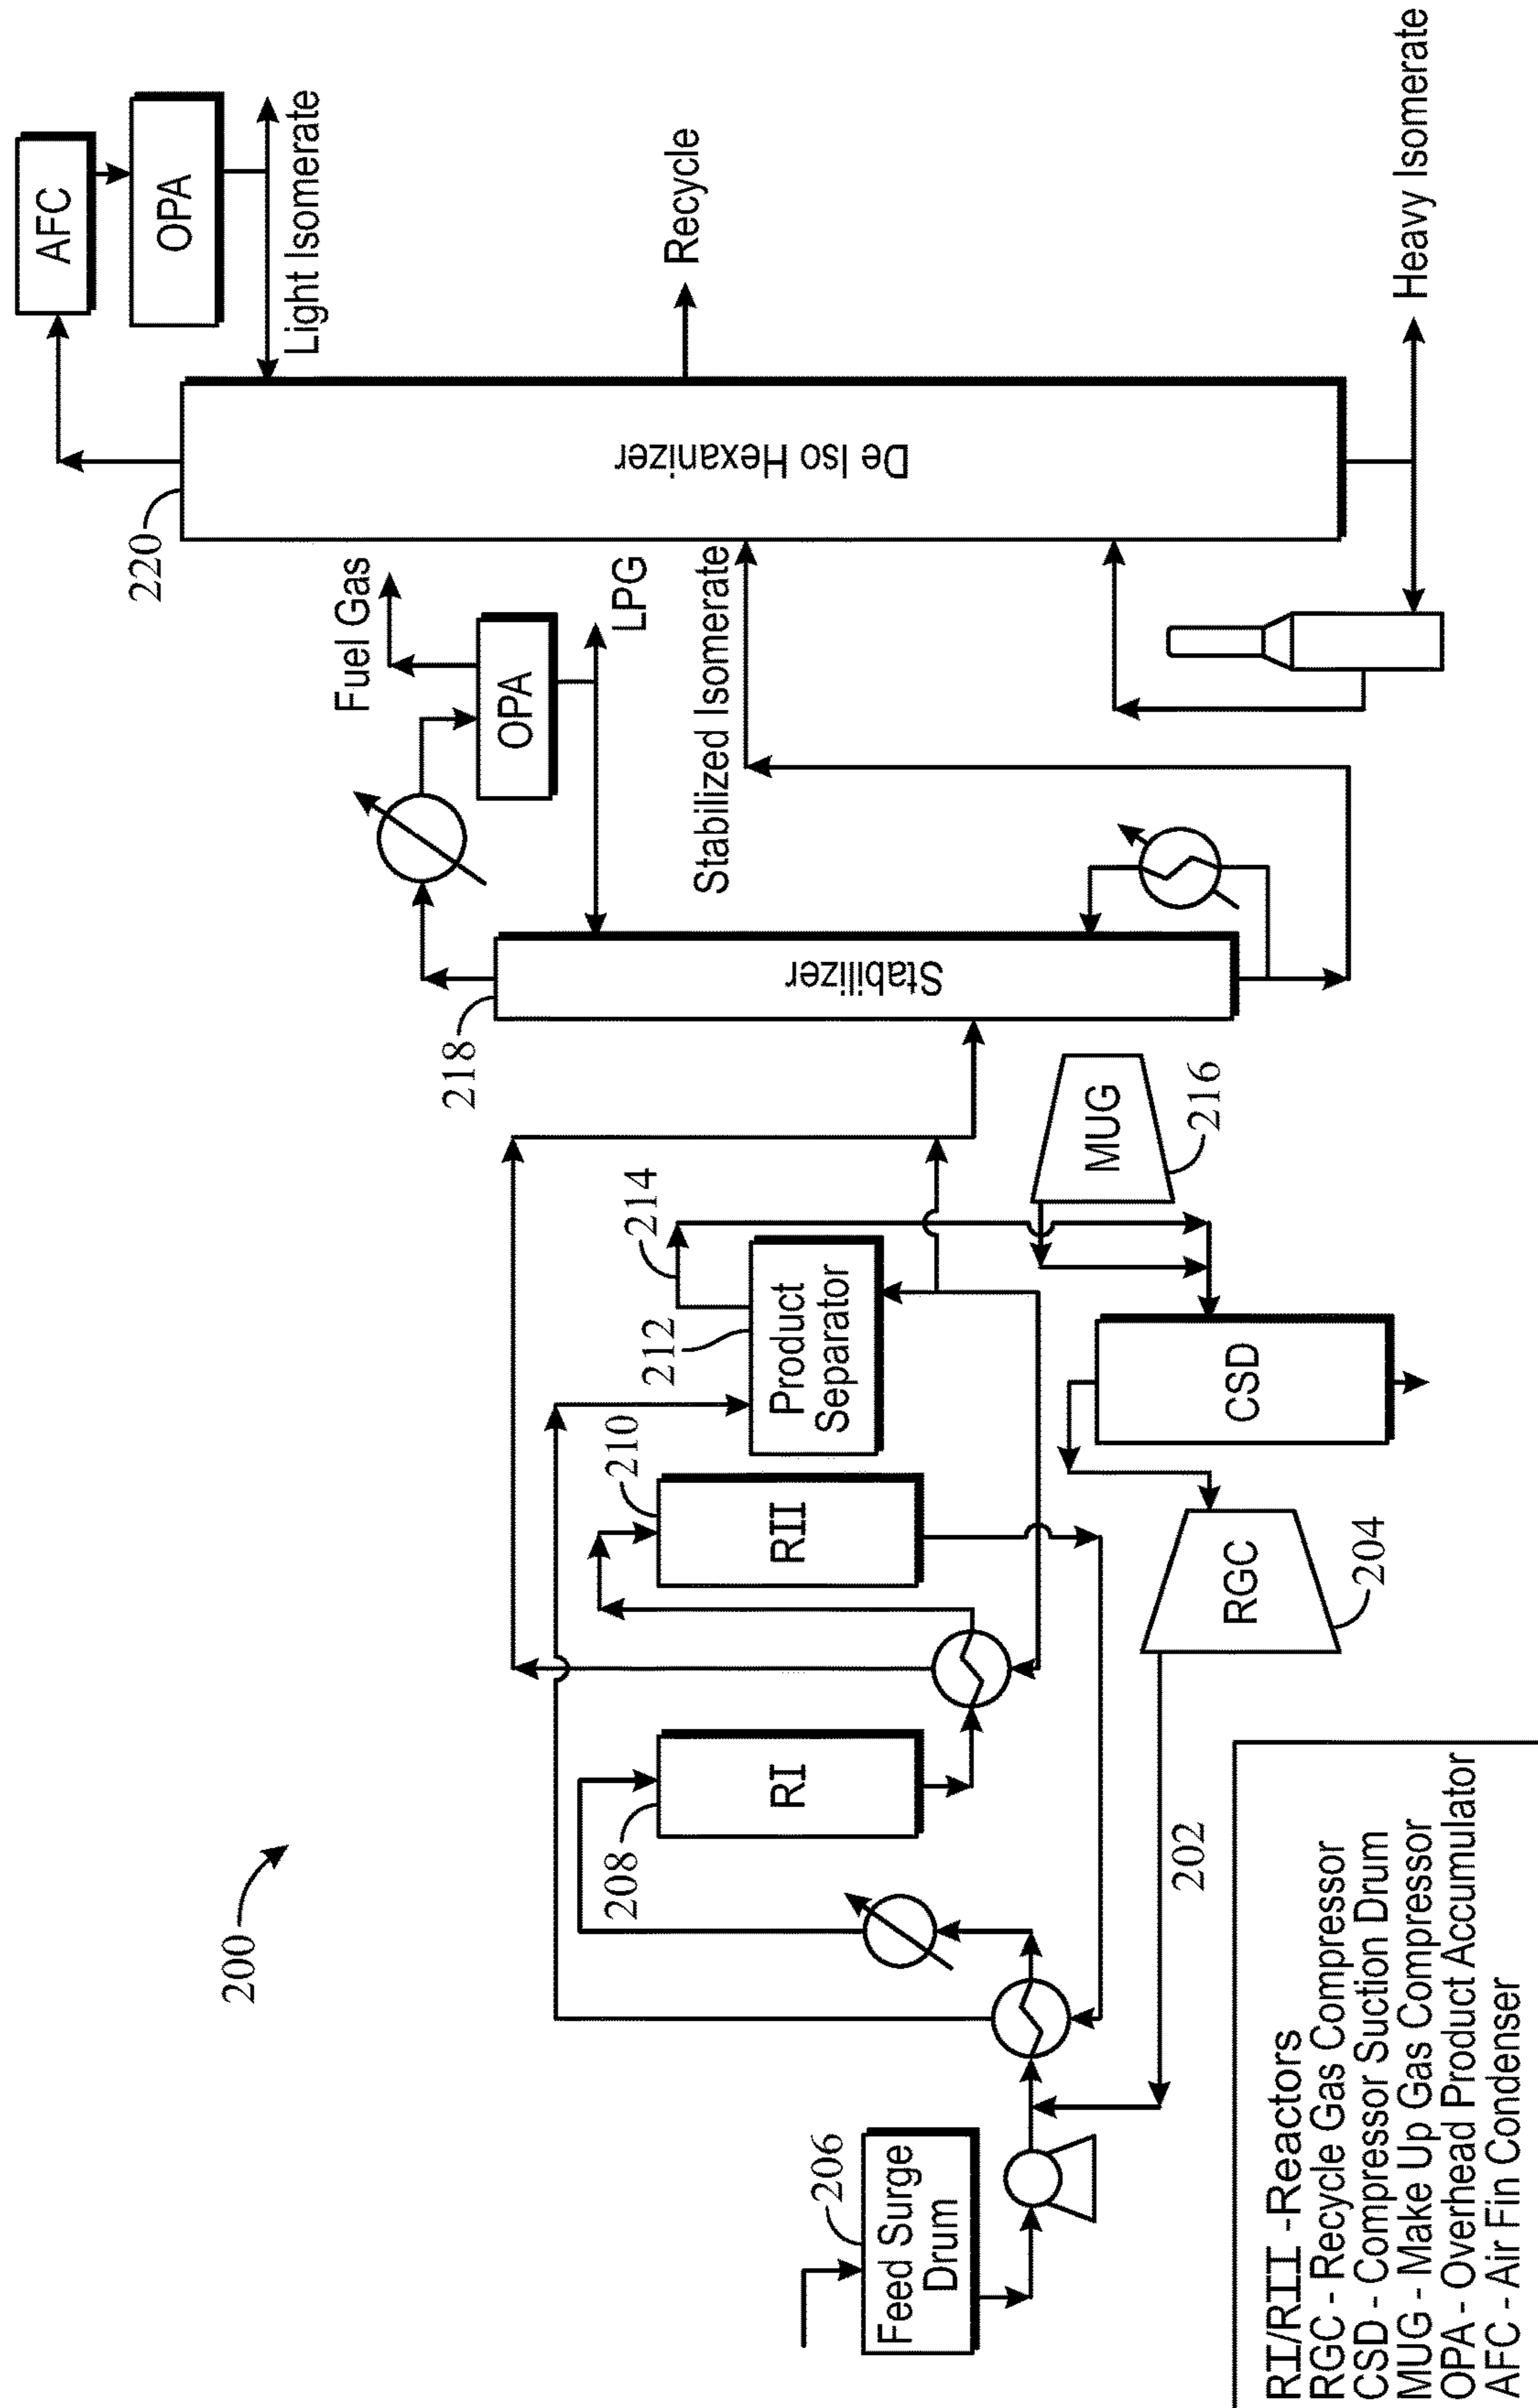 200
206
Feed Surge
Drum
208
RI
210
RII
212
Product
Separator
214
202
RGC
204
CSD
MUG
216
218
Stabilizer
Fuel Gas
OPA
LPG
Stabilized Isomerate
220
De Iso Hexanizer
AFC
OPA
Light Isomerate
Recycle
Heavy Isomerate
RI/RII -Reactors
RGC - Recycle Gas Compressor
CSD - Compressor Suction Drum
MUG - Make Up Gas Compressor
OPA - Overhead Product Accumulator
AFC - Air Fin Condenser